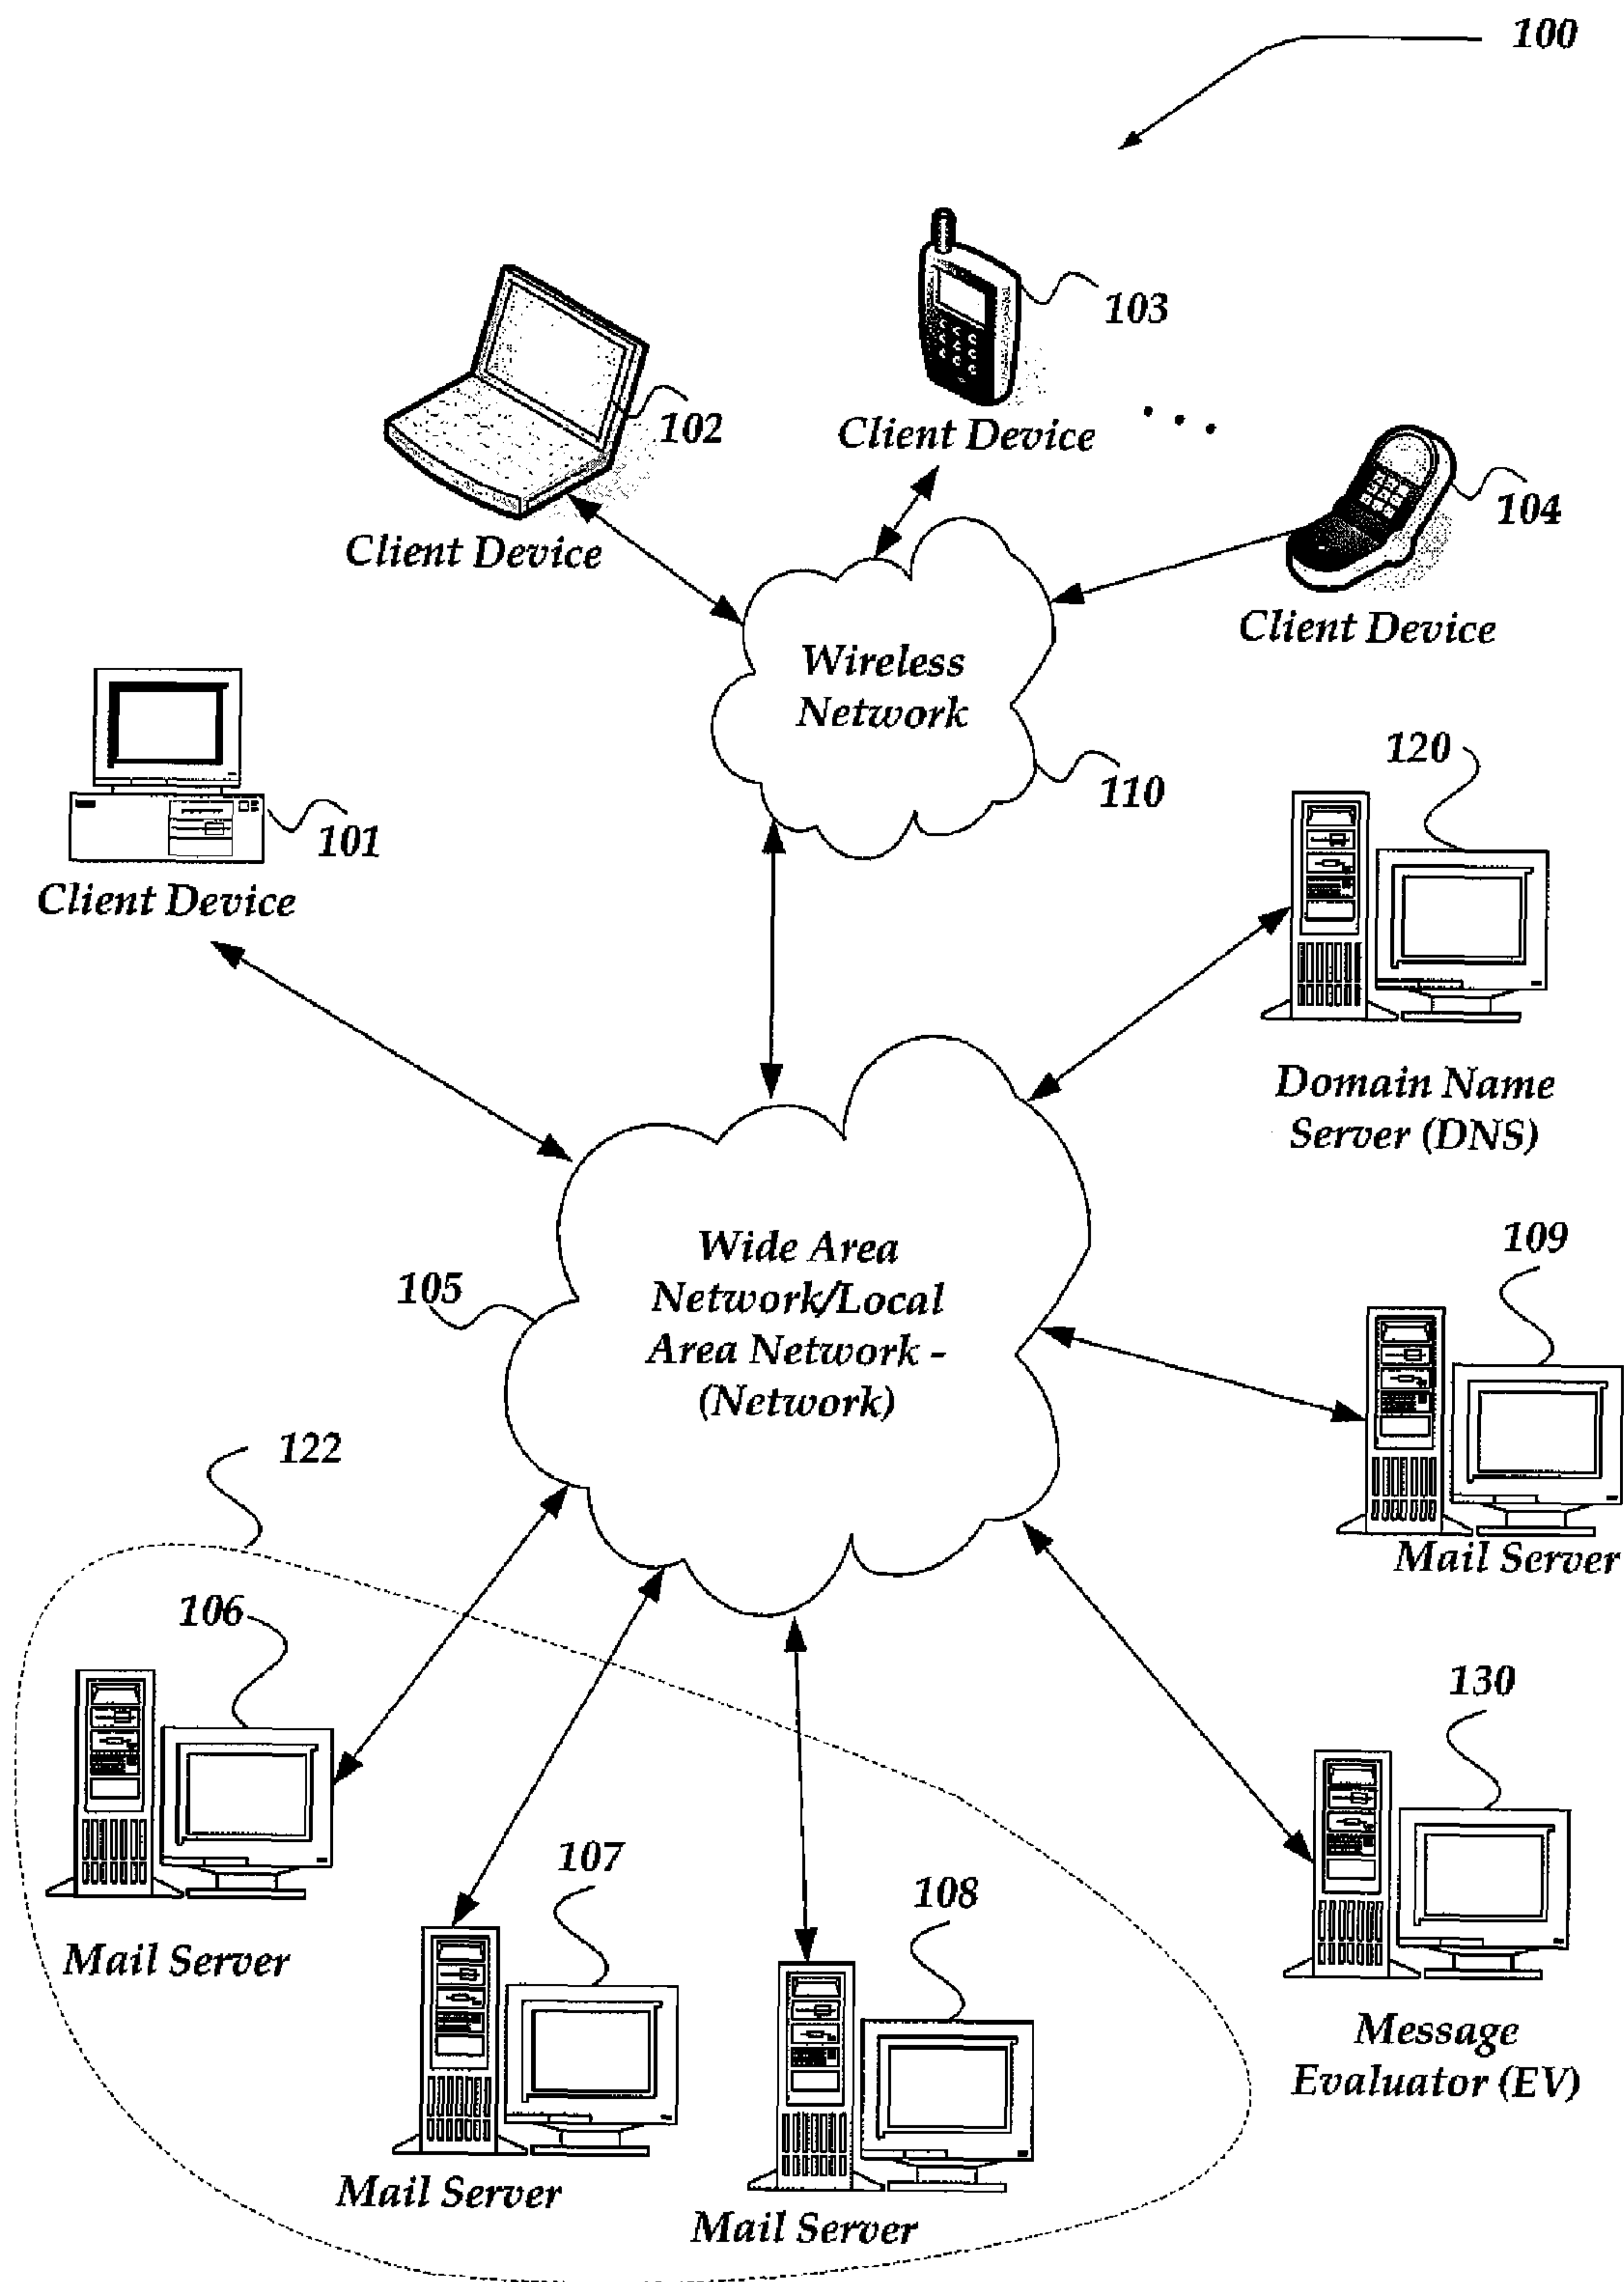 100
103
Client Device
. . .
102
Client Device
104
Client Device
Wireless
Network
110
101
Client Device
120
Domain Name
Server (DNS)
Wide Area
Network/Local
Area Network -
(Network)
105
109
Mail Server
122
106
Mail Server
130
Message
Evaluator (EV)
107
Mail Server
108
Mail Server